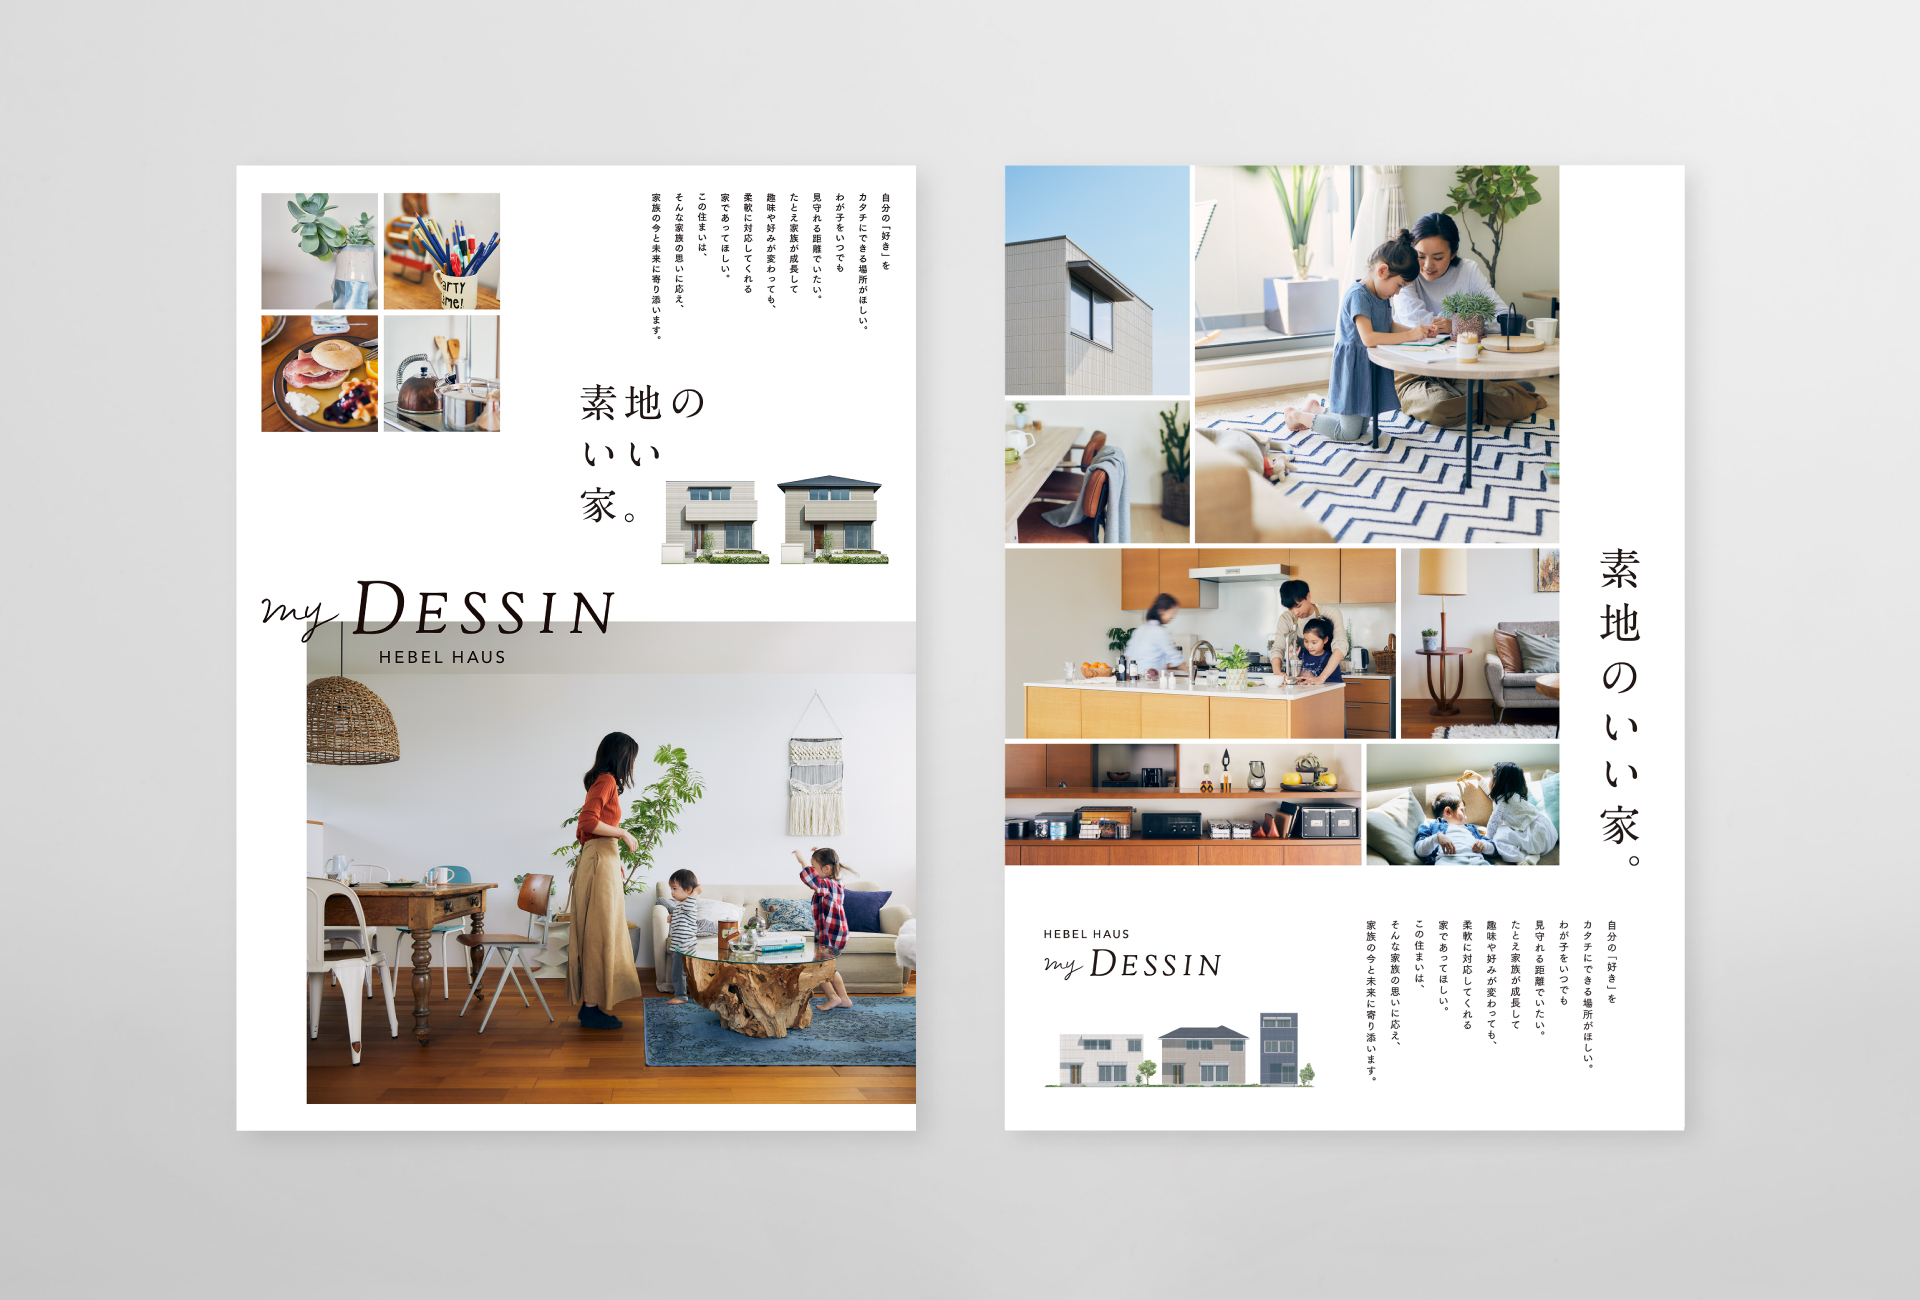 自分の「好き」を
カタチにできる場所がほしい。
わが子をいつでも
見守れる距離でいたい。
たとえ家族が成長して
趣味や好みが変わっても、
柔軟に対応してくれる
家であってほしい。
この住まいは、
そんな家族の思いに応え、
家族の今と未来に寄り添います。
ARTY
ime!
素地の
いい
家。
my DESSIN
HEBEL HAUS
素地のいい家。
HEBEL HAUS
my DESSIN
自分の「好き」を
カタチにできる場所がほしい。
わが子をいつでも
見守れる距離でいたい。
たとえ家族が成長して
趣味や好みが変わっても、
柔軟に対応してくれる
家であってほしい。
この住まいは、
そんな家族の思いに応え、
家族の今と未来に寄り添います。